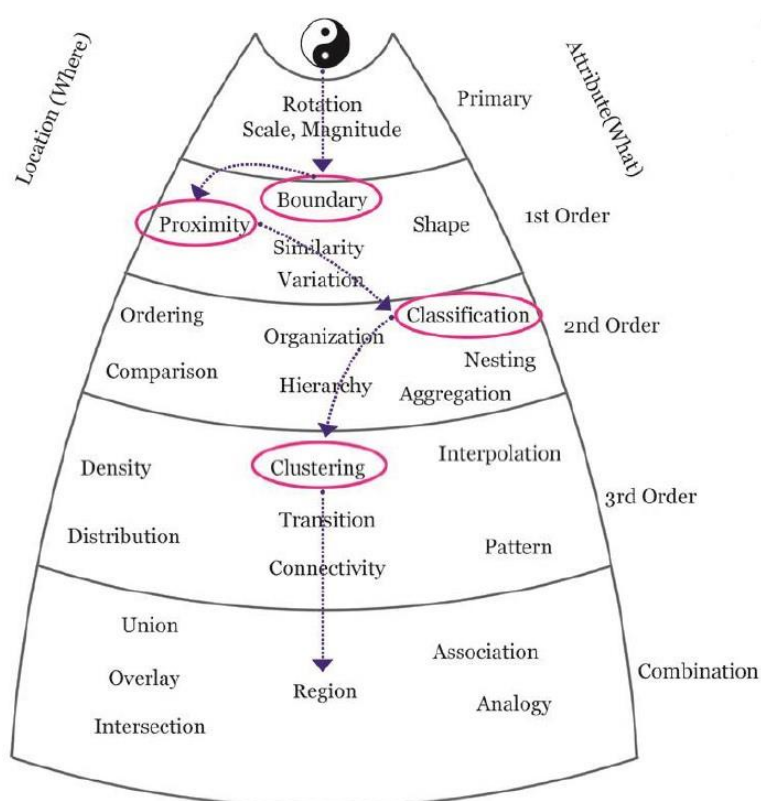 Location (Where)
Attribute(What)
Rotation
Scale, Magnitude
Primary
Boundary
Proximity
Shape
1st Order
Similarity
Variation
Ordering
Classification
2nd Order
Organization
Comparison
Nesting
Hierarchy
Aggregation
Density
Clustering
Interpolation
3rd Order
Transition
Distribution
Pattern
Connectivity
Union
Association
Combination
Overlay
Region
Analogy
Intersection